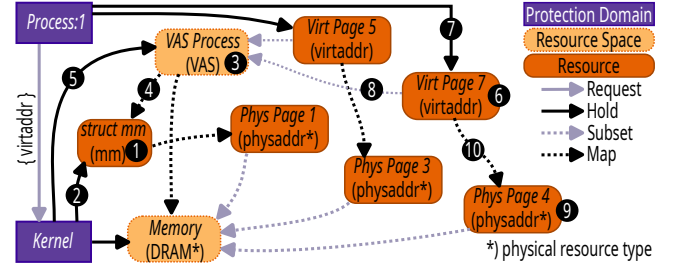 Process:1
VAS Process
(VAS) 3
Virt Page 5
(virtaddr)
7
Protection Domain
Resource Space
Resource
Request
Hold
Subset
Map
5
4
8
Virt Page 7
(virtaddr) 6
{ virtaddr }
struct mm
(mm) 1
Phys Page 1
(physaddr*)
10
2
Phys Page 3
(physaddr*)
Phys Page 4
(physaddr*) 9
Kernel
Memory
(DRAM*)
*) physical resource type